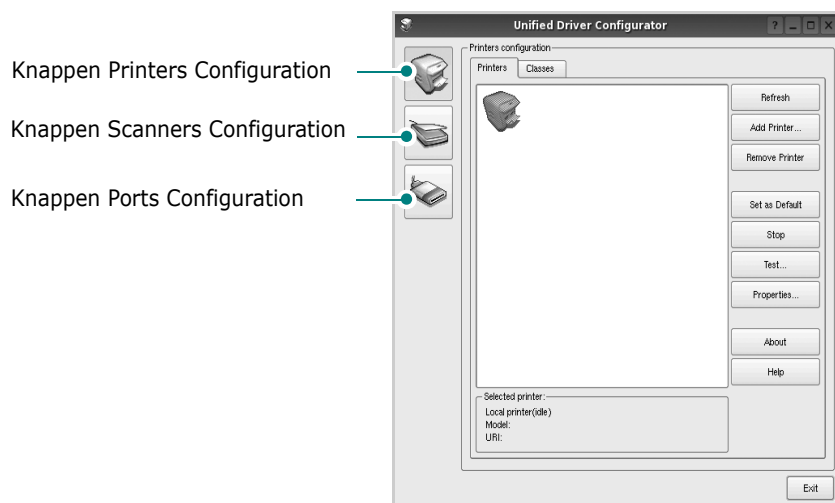 Unified Driver Configurator
Knappen Printers Configuration
Knappen Scanners Configuration
Knappen Ports Configuration
Printers configuration
Printers
Classes
Refresh
Add Printer...
Remove Printer
Set as Default
Stop
Test...
Properties...
About
Help
Selected printer:
Local printer(idle)
Model:
URI:
Exit